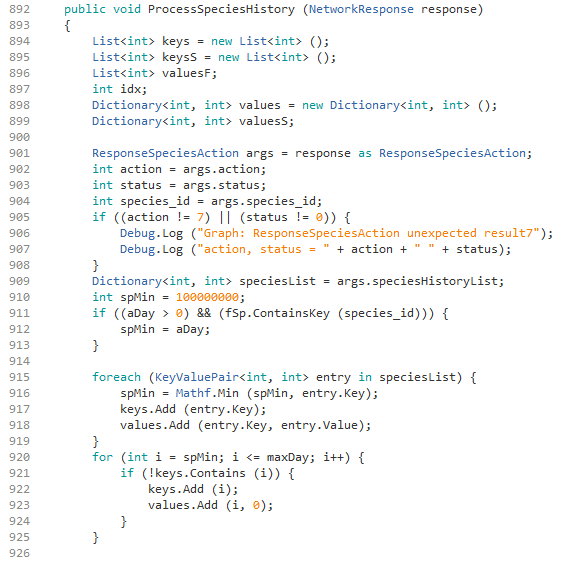 892 public void ProcessSpeciesHistory (NetworkResponse response)
893 {
894 List<int> keys = new List<int> ();
895 List<int> keysS = new List<int> ();
896 List<int> valuesF;
897 int idx;
898 Dictionary<int, int> values = new Dictionary<int, int> ();
899 Dictionary<int, int> valuesS;
900
901 ResponseSpeciesAction args = response as ResponseSpeciesAction;
902 int action = args.action;
903 int status = args.status;
904 int species_id = args.species_id;
905 if ((action != 7) || (status != 0)) {
906 Debug.Log ("Graph: ResponseSpeciesAction unexpected result7");
907 Debug.Log ("action, status = " + action + " " + status);
908 }
909 Dictionary<int, int> speciesList = args.speciesHistoryList;
910 int spMin = 100000000;
911 if ((aDay > 0) && (fSp.ContainsKey (species_id))) {
912 spMin = aDay;
913 }
914
915 foreach (KeyValuePair<int, int> entry in speciesList) {
916 spMin = Mathf.Min (spMin, entry.Key);
917 keys.Add (entry.Key);
918 values.Add (entry.Key, entry.Value);
919 }
920 for (int i = spMin; i <= maxDay; i++) {
921 if (!keys.Contains (i)) {
922 keys.Add (i);
923 values.Add (i, 0);
924 }
925 }
926